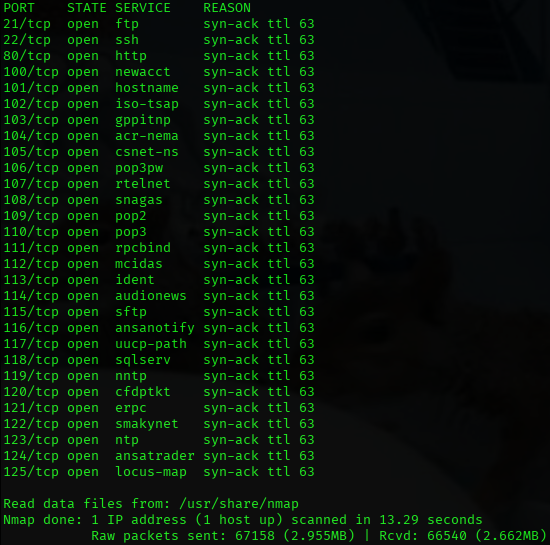 PORT STATE SERVICE REASON
21/tcp open ftp syn-ack ttl 63
22/tcp open ssh syn-ack ttl 63
80/tcp open http syn-ack ttl 63
100/tcp open newacct syn-ack ttl 63
101/tcp open hostname syn-ack ttl 63
102/tcp open iso-tsap syn-ack ttl 63
103/tcp open gppitnp syn-ack ttl 63
104/tcp open acr-nema syn-ack ttl 63
105/tcp open csnet-ns syn-ack ttl 63
106/tcp open pop3pw syn-ack ttl 63
107/tcp open rtelnet syn-ack ttl 63
108/tcp open snagas syn-ack ttl 63
109/tcp open pop2 syn-ack ttl 63
110/tcp open pop3 syn-ack ttl 63
111/tcp open rpcbind syn-ack ttl 63
112/tcp open mcidas syn-ack ttl 63
113/tcp open ident syn-ack ttl 63
114/tcp open audionews syn-ack ttl 63
115/tcp open sftp syn-ack ttl 63
116/tcp open ansanotify syn-ack ttl 63
117/tcp open uucp-path syn-ack ttl 63
118/tcp open sqlserv syn-ack ttl 63
119/tcp open nntp syn-ack ttl 63
120/tcp open cfdptkt syn-ack ttl 63
121/tcp open erpc syn-ack ttl 63
122/tcp open smakynet syn-ack ttl 63
123/tcp open ntp syn-ack ttl 63
124/tcp open ansatrader syn-ack ttl 63
125/tcp open locus-map syn-ack ttl 63
Read data files from: /usr/share/nmap
Nmap done: 1 IP address (1 host up) scanned in 13.29 seconds
Raw packets sent: 67158 (2.955MB) | Rcvd: 66540 (2.662MB)